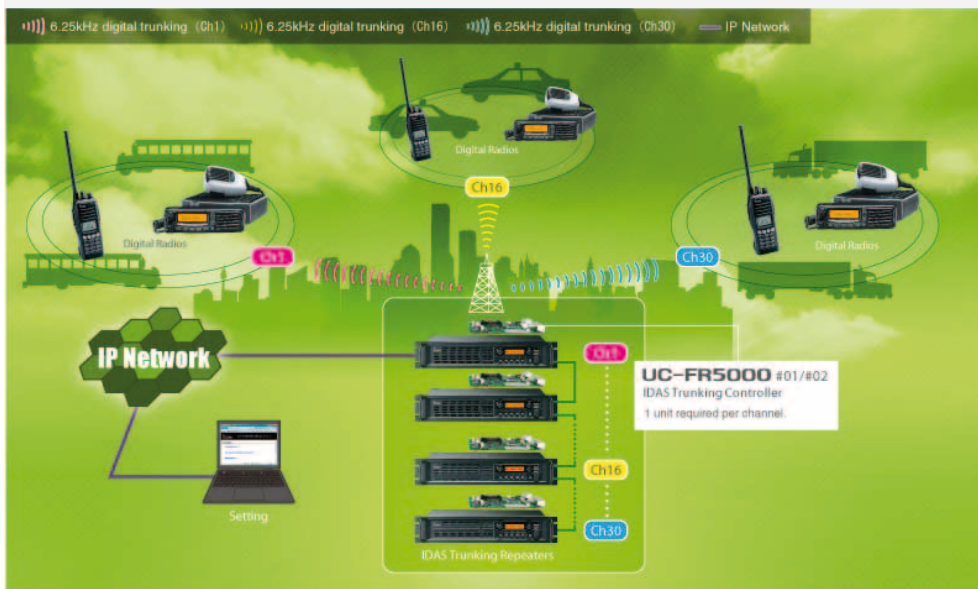 6.25kHz digital trunking (Ch1) 6.25kHz digital trunking (Ch16) 6.25kHz digital trunking (Ch30) IP Network
Digital Radios
Ch16
Digital Radios
Digital Radios
Ch1
Ch30
IP Network
Ch1
UC-FR5000 #01/#02
IDAS Trunking Controller
1 unit required per channel.
Ch16
Setting
Ch30
IDAS Trunking Repeaters